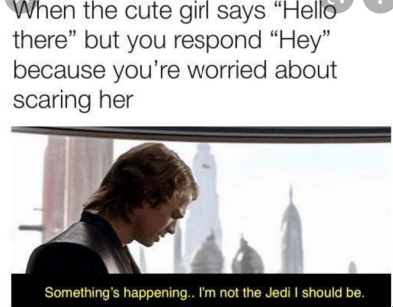 When the cute girl says “Hello
there” but you respond “Hey”
because you’re worried about
scaring her
Something's happening.. I'm not the Jedi I should be.